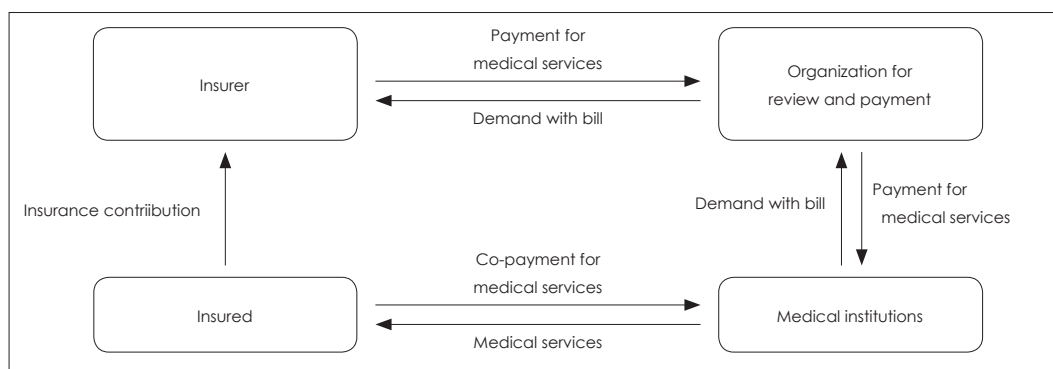 Insurer
Payment for
medical services
Demand with bill
Organization for
review and payment
Insurance contriibution
Demand with bill
Payment for
medical services
Insured
Co-payment for
medical services
Medical services
Medical institutions